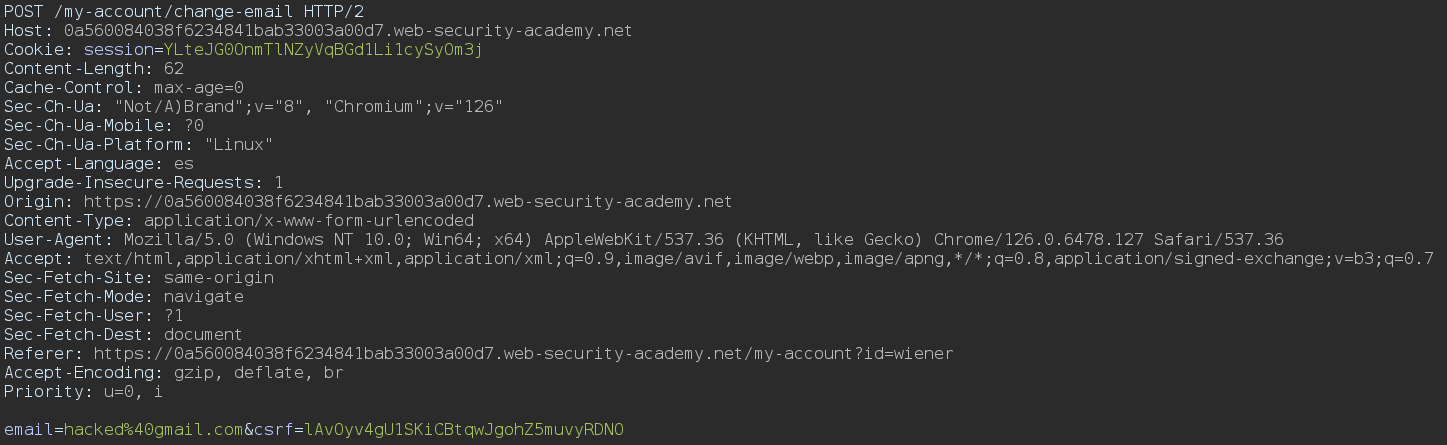 POST /my-account/change-email HTTP/2
Host: 0a560084038f6234841bab33003a00d7.web-security-academy.net
Cookie: session=YLteJG0OnmTlNZyVqBGd1Li1cySyOm3j
Content-Length: 62
Cache-Control: max-age=0
Sec-Ch-Ua: "Not/A)Brand";v="8", "Chromium";v="126"
Sec-Ch-Ua-Mobile: ?0
Sec-Ch-Ua-Platform: "Linux"
Accept-Language: es
Upgrade-Insecure-Requests: 1
Origin: https://0a560084038f6234841bab33003a00d7.web-security-academy.net
Content-Type: application/x-www-form-urlencoded
User-Agent: Mozilla/5.0 (Windows NT 10.0; Win64; x64) AppleWebKit/537.36 (KHTML, like Gecko) Chrome/126.0.6478.127 Safari/537.36
Accept: text/html,application/xhtml+xml,application/xml;q=0.9,image/avif,image/webp,image/apng,*/*;q=0.8,application/signed-exchange;v=b3;q=0.7
Sec-Fetch-Site: same-origin
Sec-Fetch-Mode: navigate
Sec-Fetch-User: ?1
Sec-Fetch-Dest: document
Referer: https://0a560084038f6234841bab33003a00d7.web-security-academy.net/my-account?id=wiener
Accept-Encoding: gzip, deflate, br
Priority: u=0, i

email=hacked%40gmail.com&csrf=lAvOyv4gU1SKiCBtqwJgohZ5muvyRDNO